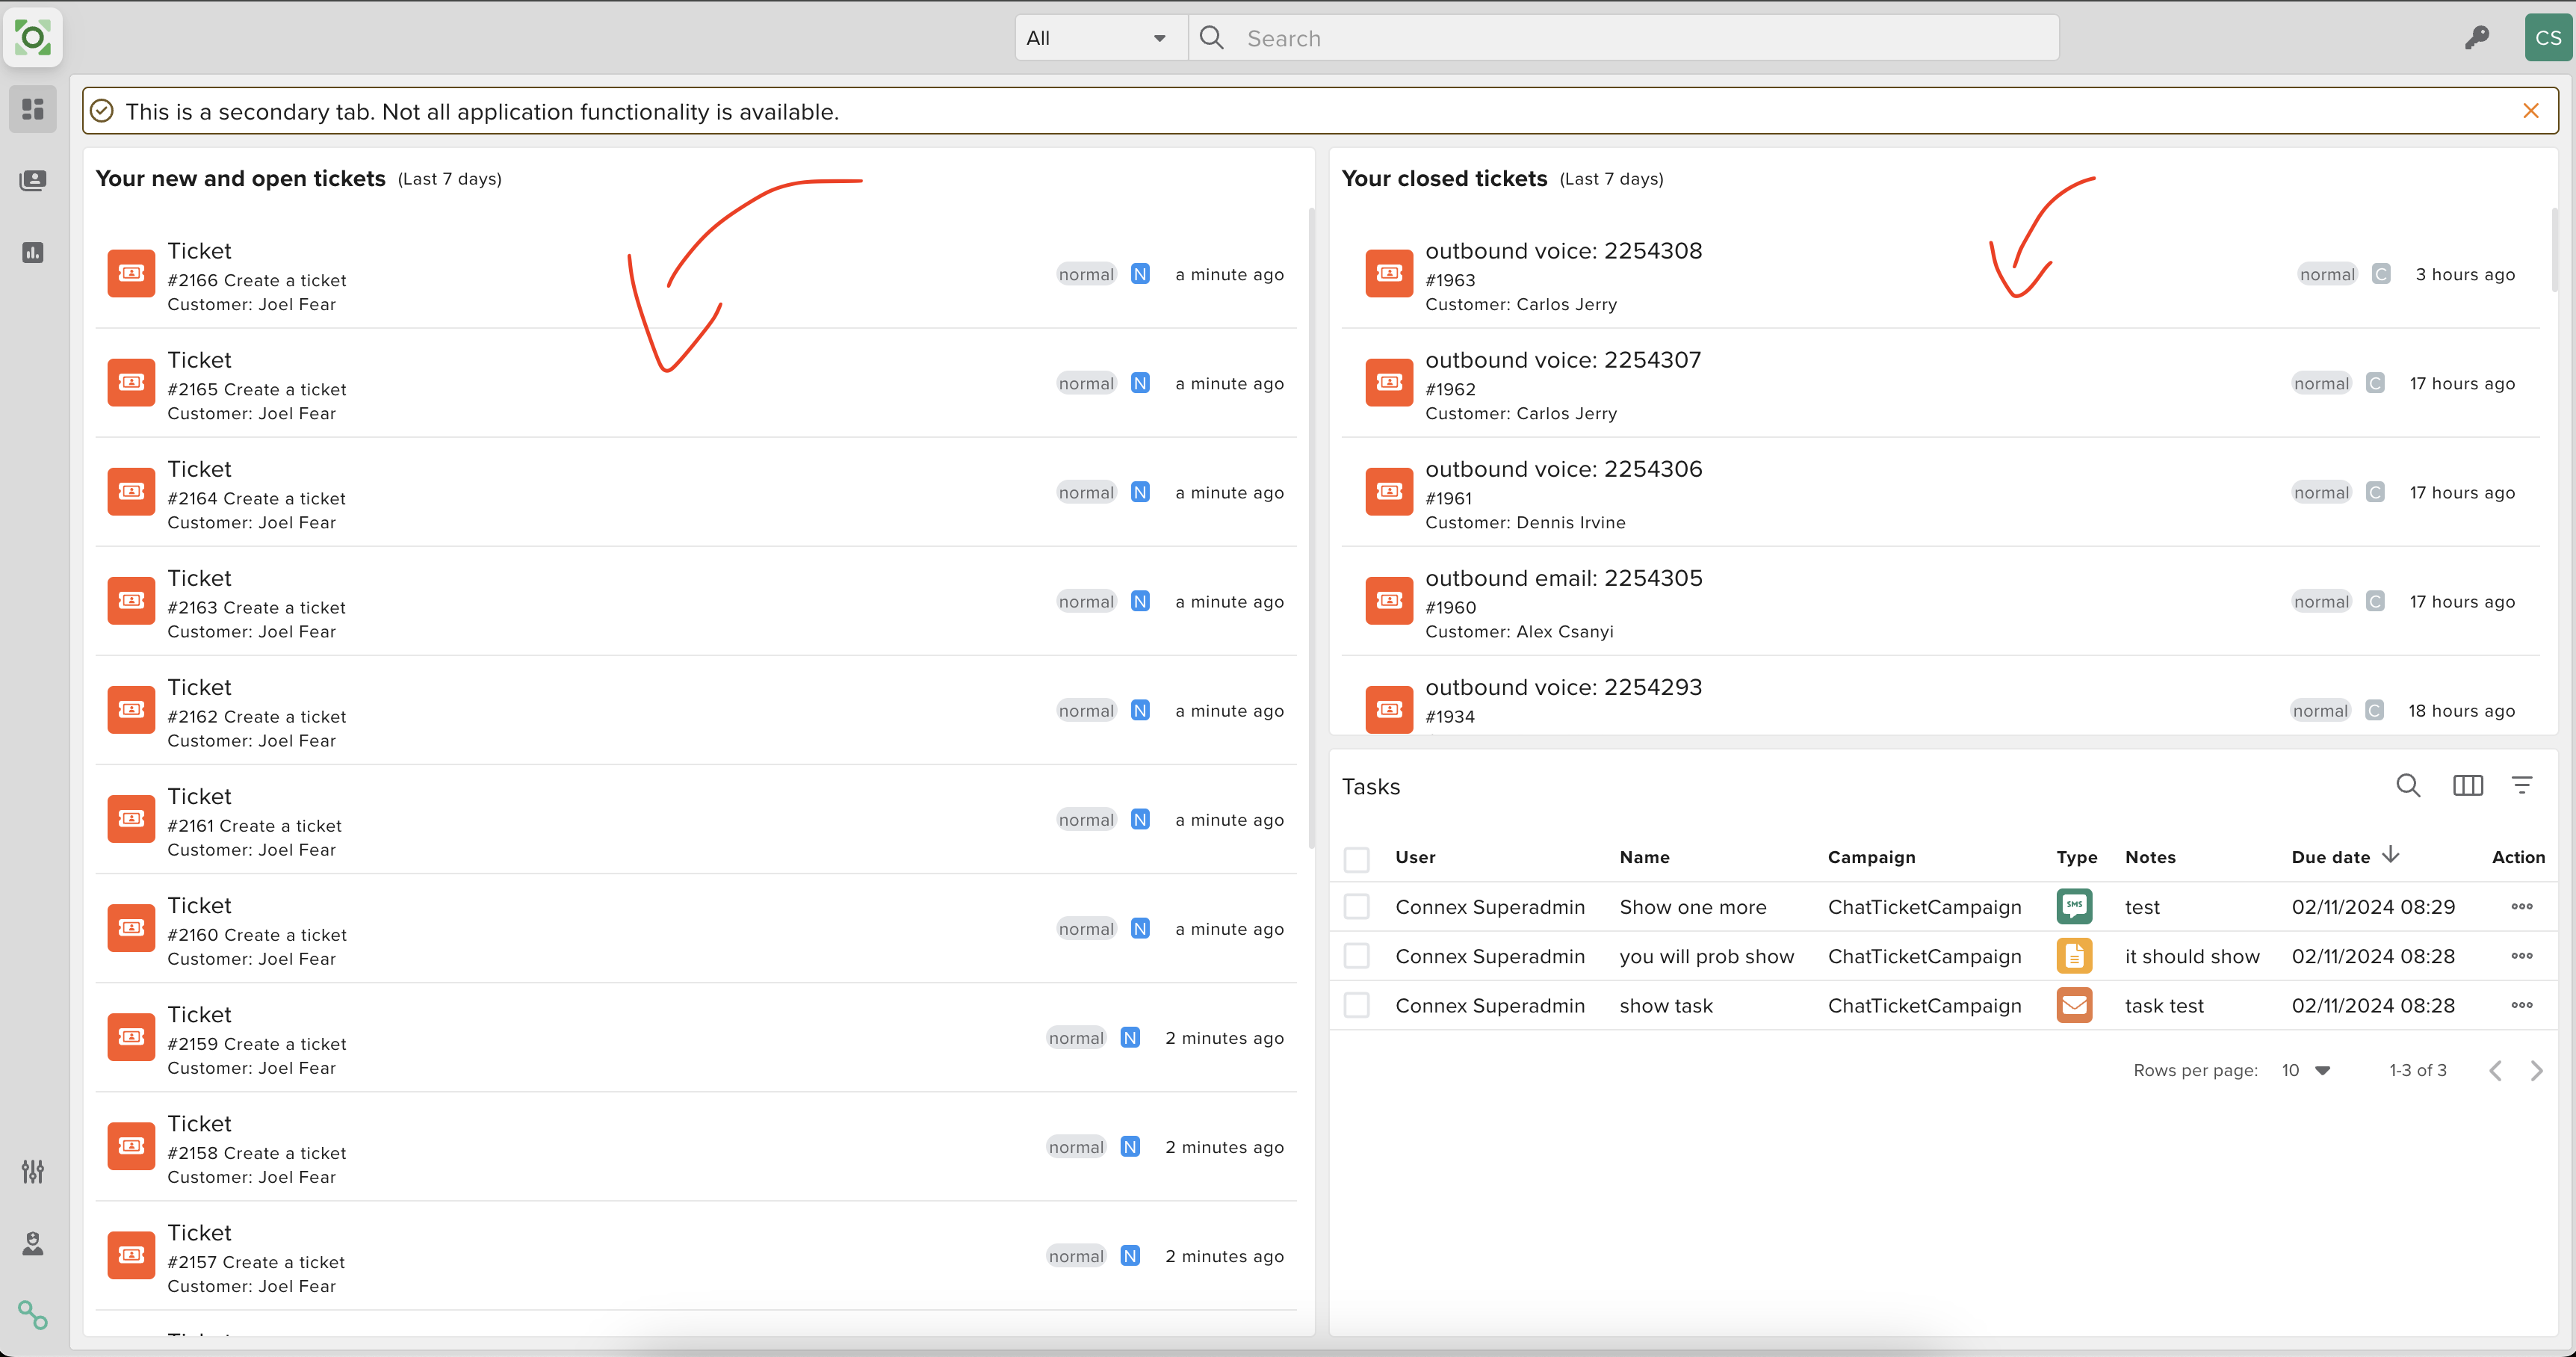 All Search CS
This is a secondary tab. Not all application functionality is available.
Your new and open tickets (Last 7 days)
Ticket
#2166 Create a ticket
Customer: Joel Fear
normal N a minute ago
Ticket
#2165 Create a ticket
Customer: Joel Fear
normal N a minute ago
Ticket
#2164 Create a ticket
Customer: Joel Fear
normal N a minute ago
Ticket
#2163 Create a ticket
Customer: Joel Fear
normal N a minute ago
Ticket
#2162 Create a ticket
Customer: Joel Fear
normal N a minute ago
Ticket
#2161 Create a ticket
Customer: Joel Fear
normal N a minute ago
Ticket
#2160 Create a ticket
Customer: Joel Fear
normal N a minute ago
Ticket
#2159 Create a ticket
Customer: Joel Fear
normal N 2 minutes ago
Ticket
#2158 Create a ticket
Customer: Joel Fear
normal N 2 minutes ago
Ticket
#2157 Create a ticket
Customer: Joel Fear
normal N 2 minutes ago
Your closed tickets (Last 7 days)
outbound voice: 2254308
#1963
Customer: Carlos Jerry
normal C 3 hours ago
outbound voice: 2254307
#1962
Customer: Carlos Jerry
normal C 17 hours ago
outbound voice: 2254306
#1961
Customer: Dennis Irvine
normal C 17 hours ago
outbound email: 2254305
#1960
Customer: Alex Csanyi
normal C 17 hours ago
outbound voice: 2254293
#1934
normal C 18 hours ago
Tasks
User Name Campaign Type Notes Due date Action
Connex Superadmin Show one more ChatTicketCampaign SMS test 02/11/2024 08:29
Connex Superadmin you will prob show ChatTicketCampaign it should show 02/11/2024 08:28
Connex Superadmin show task ChatTicketCampaign task test 02/11/2024 08:28
Rows per page: 10 1-3 of 3